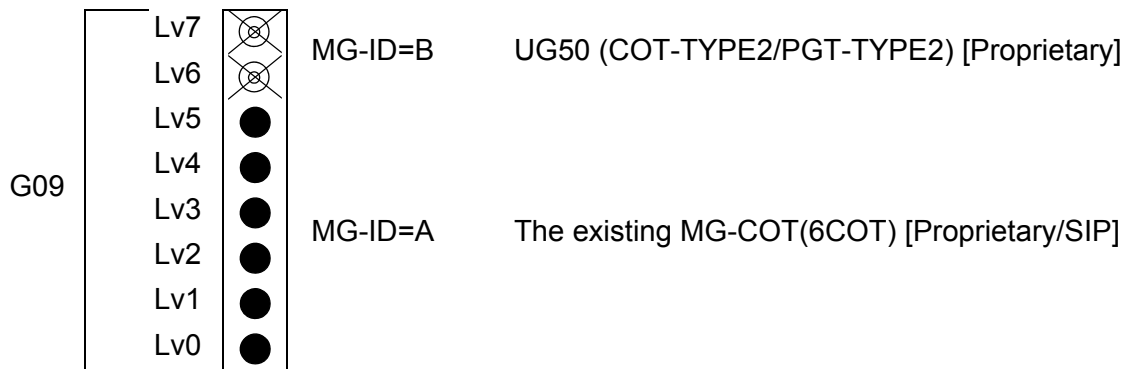 Lv7
MG-ID=B UG50 (COT-TYPE2/PGT-TYPE2) [Proprietary]
Lv6
Lv5
Lv4
G09
Lv3
MG-ID=A The existing MG-COT(6COT) [Proprietary/SIP]
Lv2
Lv1
Lv0